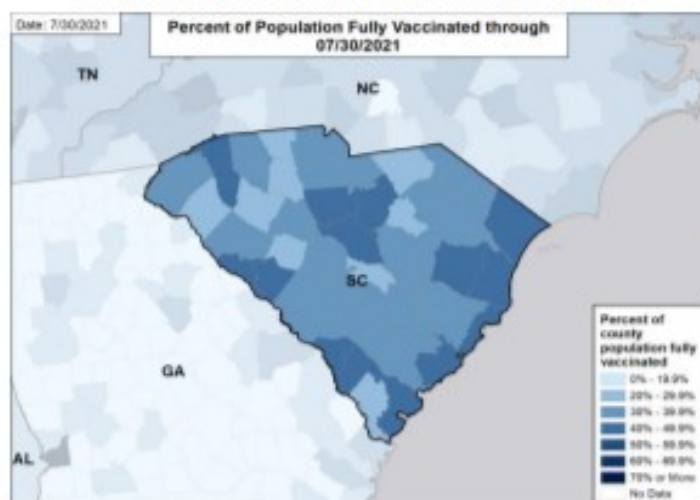 Date: 7/30/2021
Percent of Population Fully Vaccinated through
07/30/2021
TN
NC
SC
GA
AL
Percent of
county
population fully
vaccinated
0% - 19.9%
20% - 29.9%
30% - 39.9%
40% - 49.9%
50% - 59.9%
60% - 69.9%
70% or More
No Data